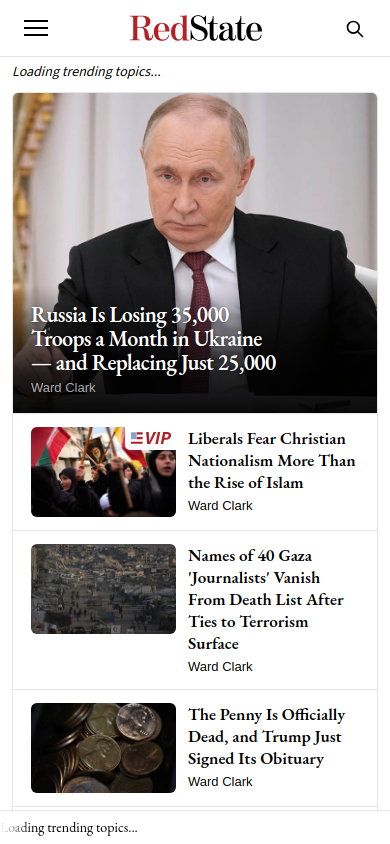 RedState
Loading trending topics...
Russia Is Losing 35,000
Troops a Month in Ukraine
— and Replacing Just 25,000
Ward Clark
VIP
Liberals Fear Christian
Nationalism More Than
the Rise of Islam
Ward Clark
Names of 40 Gaza
'Journalists' Vanish
From Death List After
Ties to Terrorism
Surface
Ward Clark
The Penny Is Officially
Dead, and Trump Just
Signed Its Obituary
Ward Clark
Loading trending topics...